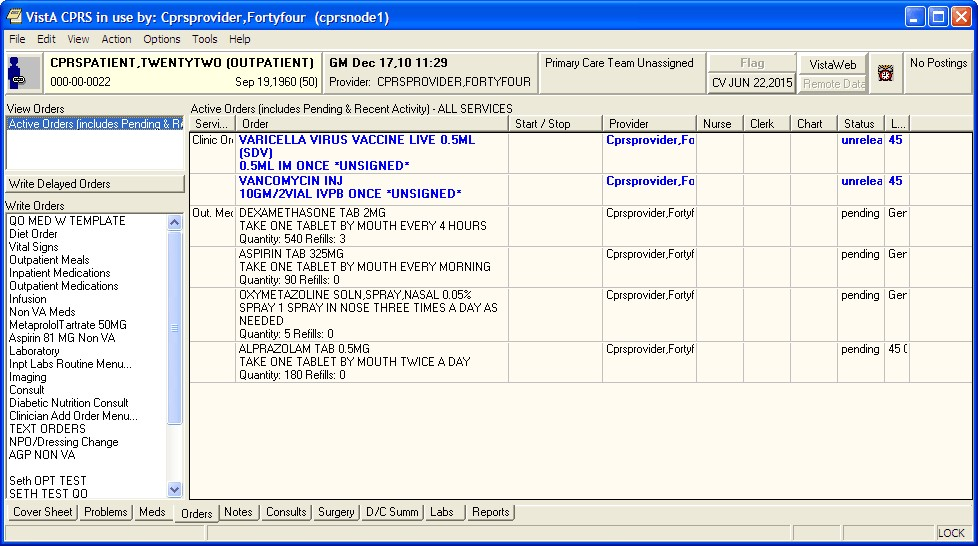 VistA CPRS in use by: Cprsprovider,Fortyfour (cprsnode1)
File Edit View Action Options Tools Help
CPRSPATIENT,TWENTYTWO (OUTPATIENT)
000-00-0022 Sep 19,1960 (50)
GM Dec 17,10 11:29
Provider: CPRSPROVIDER,FORTYFOUR
Primary Care Team Unassigned
Flag
CV JUN 22,2015
VistaWeb
Remote Data
No Postings
View Orders
Active Orders (includes Pending & Re
Write Delayed Orders
Write Orders
QO MED W TEMPLATE
Diet Order
Vital Signs
Outpatient Meals
Inpatient Medications
Outpatient Medications
Infusion
Non VA Meds
MetaprololTartrate 50MG
Aspirin 81 MG Non VA
Laboratory
Inpt Labs Routine Menu...
Imaging
Consult
Diabetic Nutrition Consult
Clinician Add Order Menu...
TEXT ORDERS
NPO/Dressing Change
AGP NON VA
Seth OPT TEST
SETH TEST QO
Active Orders (includes Pending & Recent Activity) - ALL SERVICES
Servi... Order Start / Stop Provider Nurse Clerk Chart Status L...
Clinic Or VARICELLA VIRUS VACCINE LIVE 0.5ML Cprsprovider,Fo unrelea 45
(SDV)
0.5ML IM ONCE *UNSIGNED*
VANCOMYCIN INJ Cprsprovider,Fo unrelea 45
10GM/2VIAL IVPB ONCE *UNSIGNED*
Out. Med DEXAMETHASONE TAB 2MG Cprsprovider,Fortyf pending Ger
TAKE ONE TABLET BY MOUTH EVERY 4 HOURS
Quantity: 540 Refills: 3
ASPIRIN TAB 325MG Cprsprovider,Fortyf pending Ger
TAKE ONE TABLET BY MOUTH EVERY MORNING
Quantity: 90 Refills: 0
OXYMETAZOLINE SOLN,SPRAY,NASAL 0.05% Cprsprovider,Fortyf pending Ger
SPRAY 1 SPRAY IN NOSE THREE TIMES A DAY AS
NEEDED
Quantity: 5 Refills: 0
ALPRAZOLAM TAB 0.5MG Cprsprovider,Fortyf pending 45
TAKE ONE TABLET BY MOUTH TWICE A DAY
Quantity: 180 Refills: 0
Cover Sheet Problems Meds Orders Notes Consults Surgery D/C Summ Labs Reports
LOCK